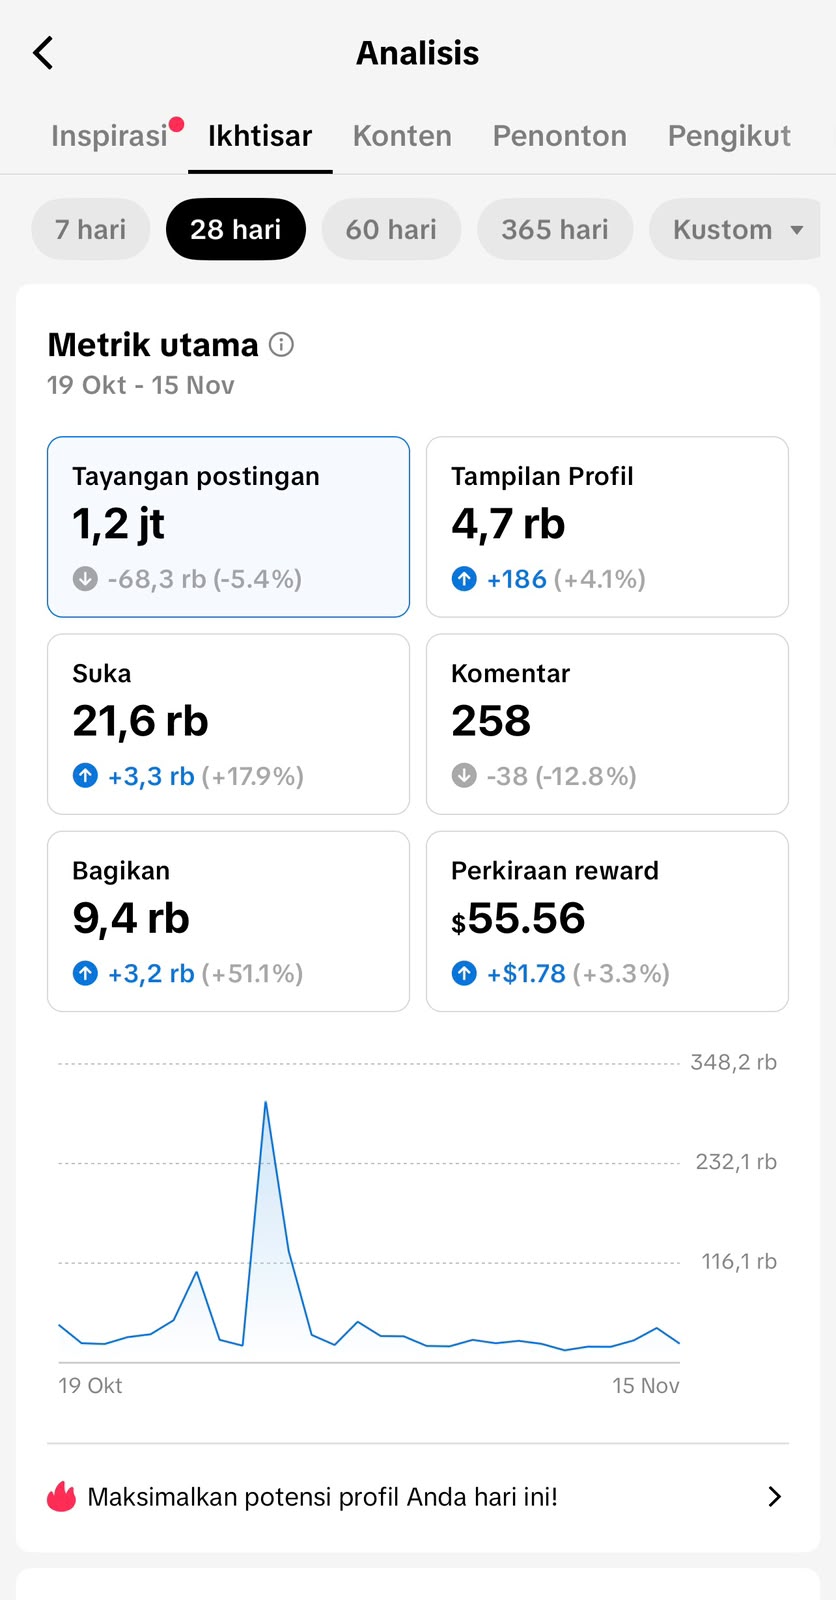 Analisis
Inspirasi Ikhtisar Konten Penonton Pengikut
7 hari 28 hari 60 hari 365 hari Kustom
Metrik utama
19 Okt - 15 Nov
Tayangan postingan
1,2 jt
-68,3 rb (-5.4%)
Tampilan Profil
4,7 rb
+186 (+4.1%)
Suka
21,6 rb
+3,3 rb (+17.9%)
Komentar
258
-38 (-12.8%)
Bagikan
9,4 rb
+3,2 rb (+51.1%)
Perkiraan reward
$55.56
+$1.78 (+3.3%)
348,2 rb
232,1 rb
116,1 rb
19 Okt 15 Nov
Maksimalkan potensi profil Anda hari ini!